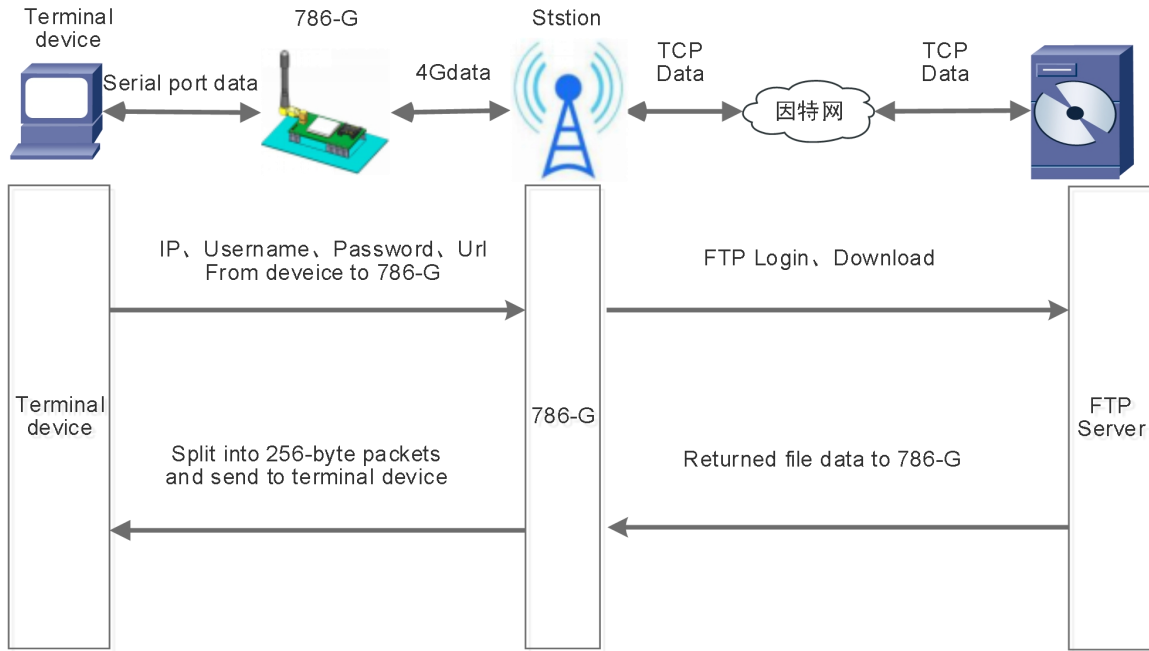 Terminal
device
786-G
Ststion
Serial port data
4Gdata
TCP
Data
因特网
TCP
Data
IP、Username、Password、Url
From deveice to 786-G
FTP Login、Download
Terminal
device
786-G
FTP
Server
Split into 256-byte packets
and send to terminal device
Returned file data to 786-G